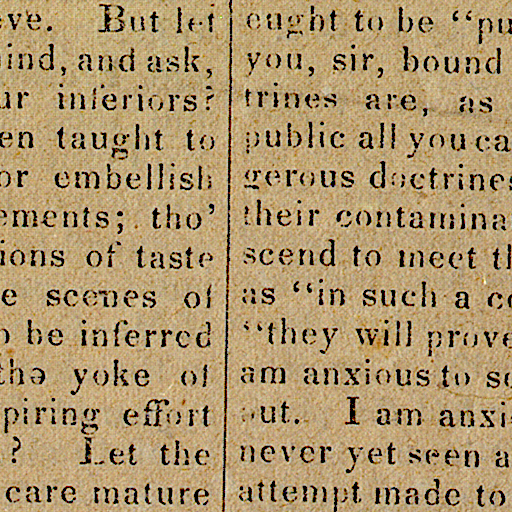 eve. But let
mind, and ask,
ur inferiors?
en taught to
or embellish
ements; tho'
ions of taste
e scenes of
o be inferred
the yoke of
piring effort
? Let the
care mature
ought to be "pu
you, sir, bound
trines are, as
public all you ca
gerous doctrines
their contamina
scend to meet th
as "in such a co
"they will prove
am anxious to se
out. I am anxi
never yet seen a
attempt made to